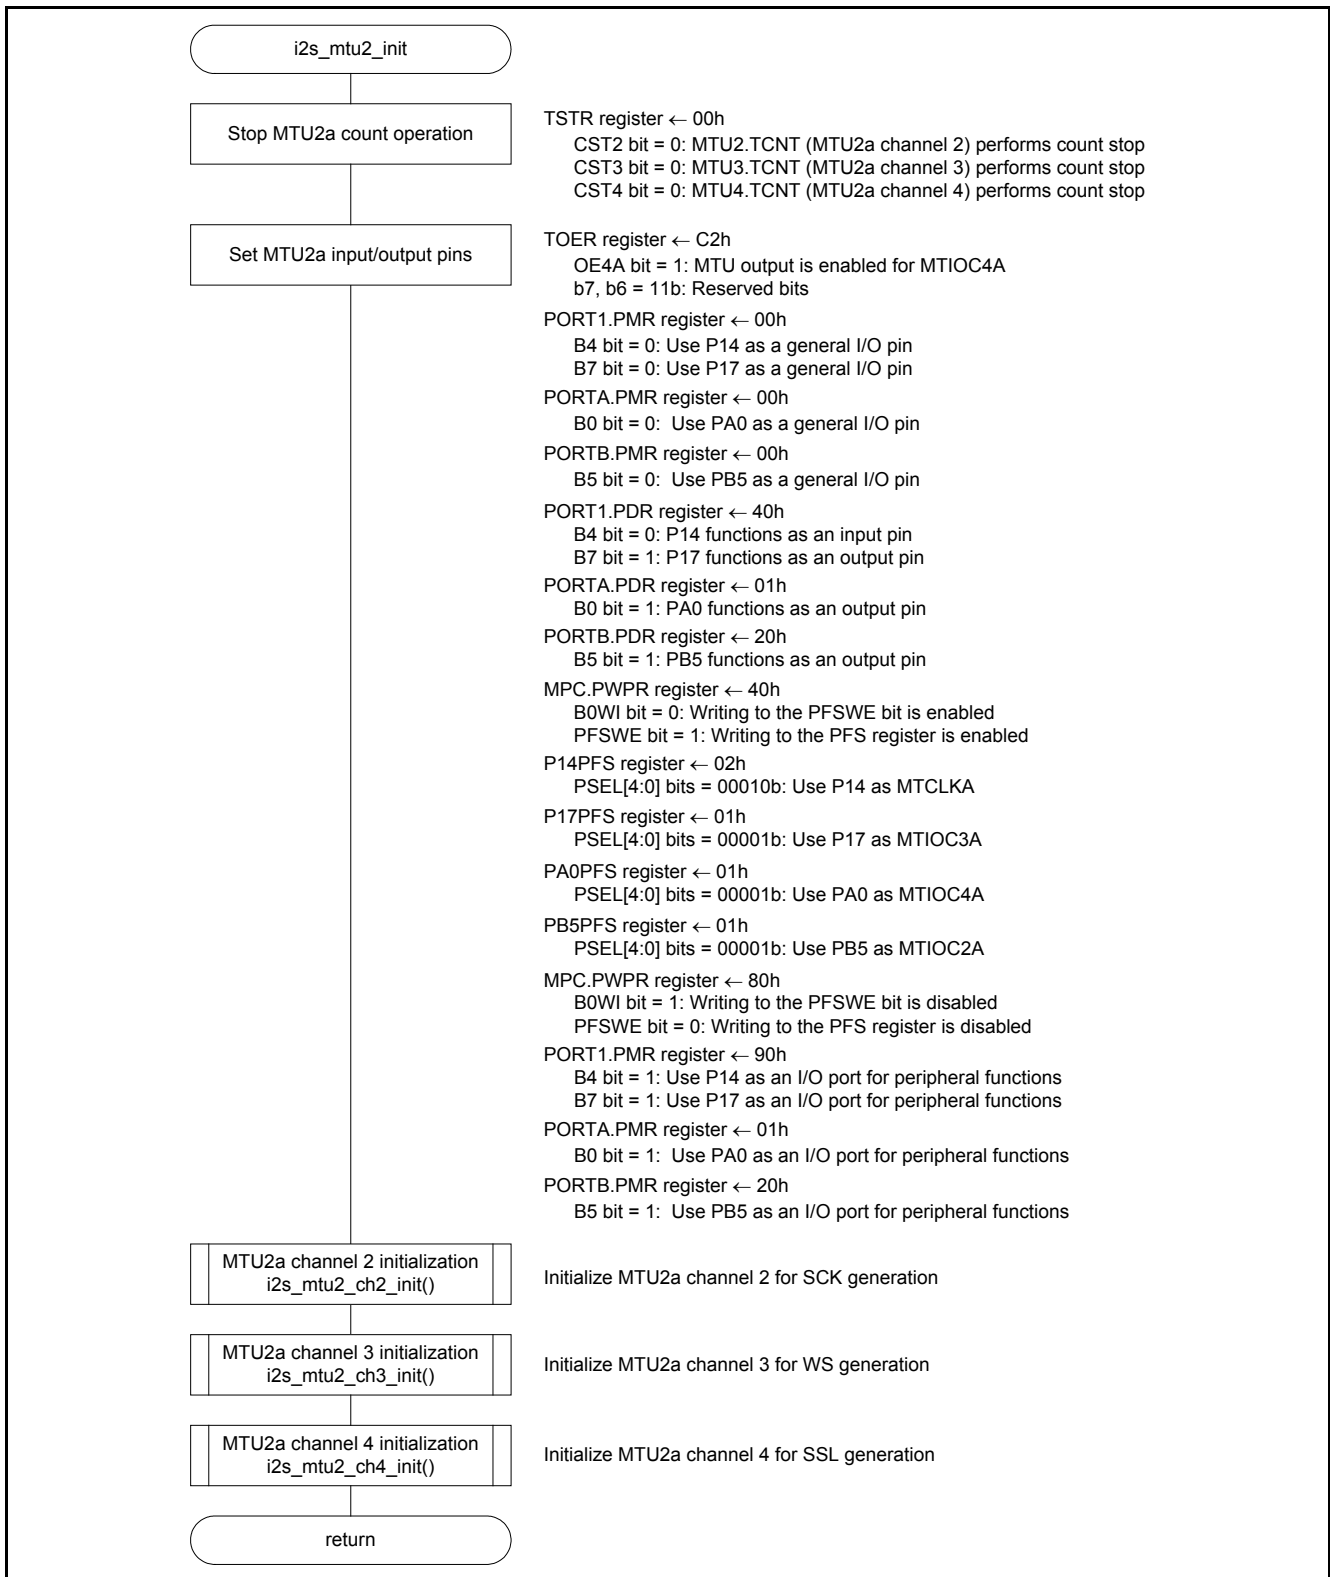 i2s_mtu2_init
Stop MTU2a count operation
TSTR register ← 00h
CST2 bit = 0: MTU2.TCNT (MTU2a channel 2) performs count stop
CST3 bit = 0: MTU3.TCNT (MTU2a channel 3) performs count stop
CST4 bit = 0: MTU4.TCNT (MTU2a channel 4) performs count stop
Set MTU2a input/output pins
TOER register ← C2h
OE4A bit = 1: MTU output is enabled for MTIOC4A
b7, b6 = 11b: Reserved bits
PORT1.PMR register ← 00h
B4 bit = 0: Use P14 as a general I/O pin
B7 bit = 0: Use P17 as a general I/O pin
PORTA.PMR register ← 00h
B0 bit = 0: Use PA0 as a general I/O pin
PORTB.PMR register ← 00h
B5 bit = 0: Use PB5 as a general I/O pin
PORT1.PDR register ← 40h
B4 bit = 0: P14 functions as an input pin
B7 bit = 1: P17 functions as an output pin
PORTA.PDR register ← 01h
B0 bit = 1: PA0 functions as an output pin
PORTB.PDR register ← 20h
B5 bit = 1: PB5 functions as an output pin
MPC.PWPR register ← 40h
B0WI bit = 0: Writing to the PFSWE bit is enabled
PFSWE bit = 1: Writing to the PFS register is enabled
P14PFS register ← 02h
PSEL[4:0] bits = 00010b: Use P14 as MTCLKA
P17PFS register ← 01h
PSEL[4:0] bits = 00001b: Use P17 as MTIOC3A
PA0PFS register ← 01h
PSEL[4:0] bits = 00001b: Use PA0 as MTIOC4A
PB5PFS register ← 01h
PSEL[4:0] bits = 00001b: Use PB5 as MTIOC2A
MPC.PWPR register ← 80h
B0WI bit = 1: Writing to the PFSWE bit is disabled
PFSWE bit = 0: Writing to the PFS register is disabled
PORT1.PMR register ← 90h
B4 bit = 1: Use P14 as an I/O port for peripheral functions
B7 bit = 1: Use P17 as an I/O port for peripheral functions
PORTA.PMR register ← 01h
B0 bit = 1: Use PA0 as an I/O port for peripheral functions
PORTB.PMR register ← 20h
B5 bit = 1: Use PB5 as an I/O port for peripheral functions
MTU2a channel 2 initialization
i2s_mtu2_ch2_init()
Initialize MTU2a channel 2 for SCK generation
MTU2a channel 3 initialization
i2s_mtu2_ch3_init()
Initialize MTU2a channel 3 for WS generation
MTU2a channel 4 initialization
i2s_mtu2_ch4_init()
Initialize MTU2a channel 4 for SSL generation
return